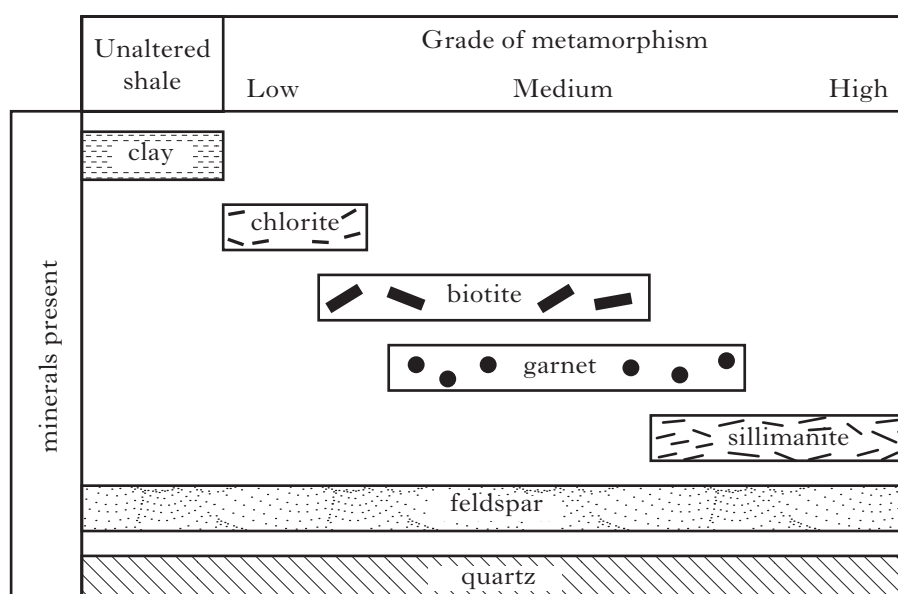 Unaltered
shale
Grade of metamorphism
Low Medium High
minerals present
clay
chlorite
biotite
garnet
sillimanite
feldspar
quartz